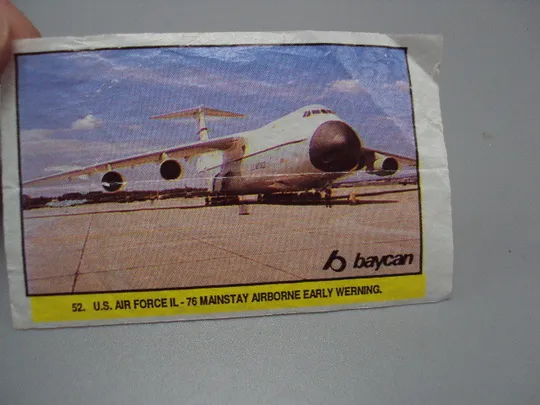 baycan
52. U.S. AIR FORCE IL - 76 MAINSTAY AIRBORNE EARLY WERNING.